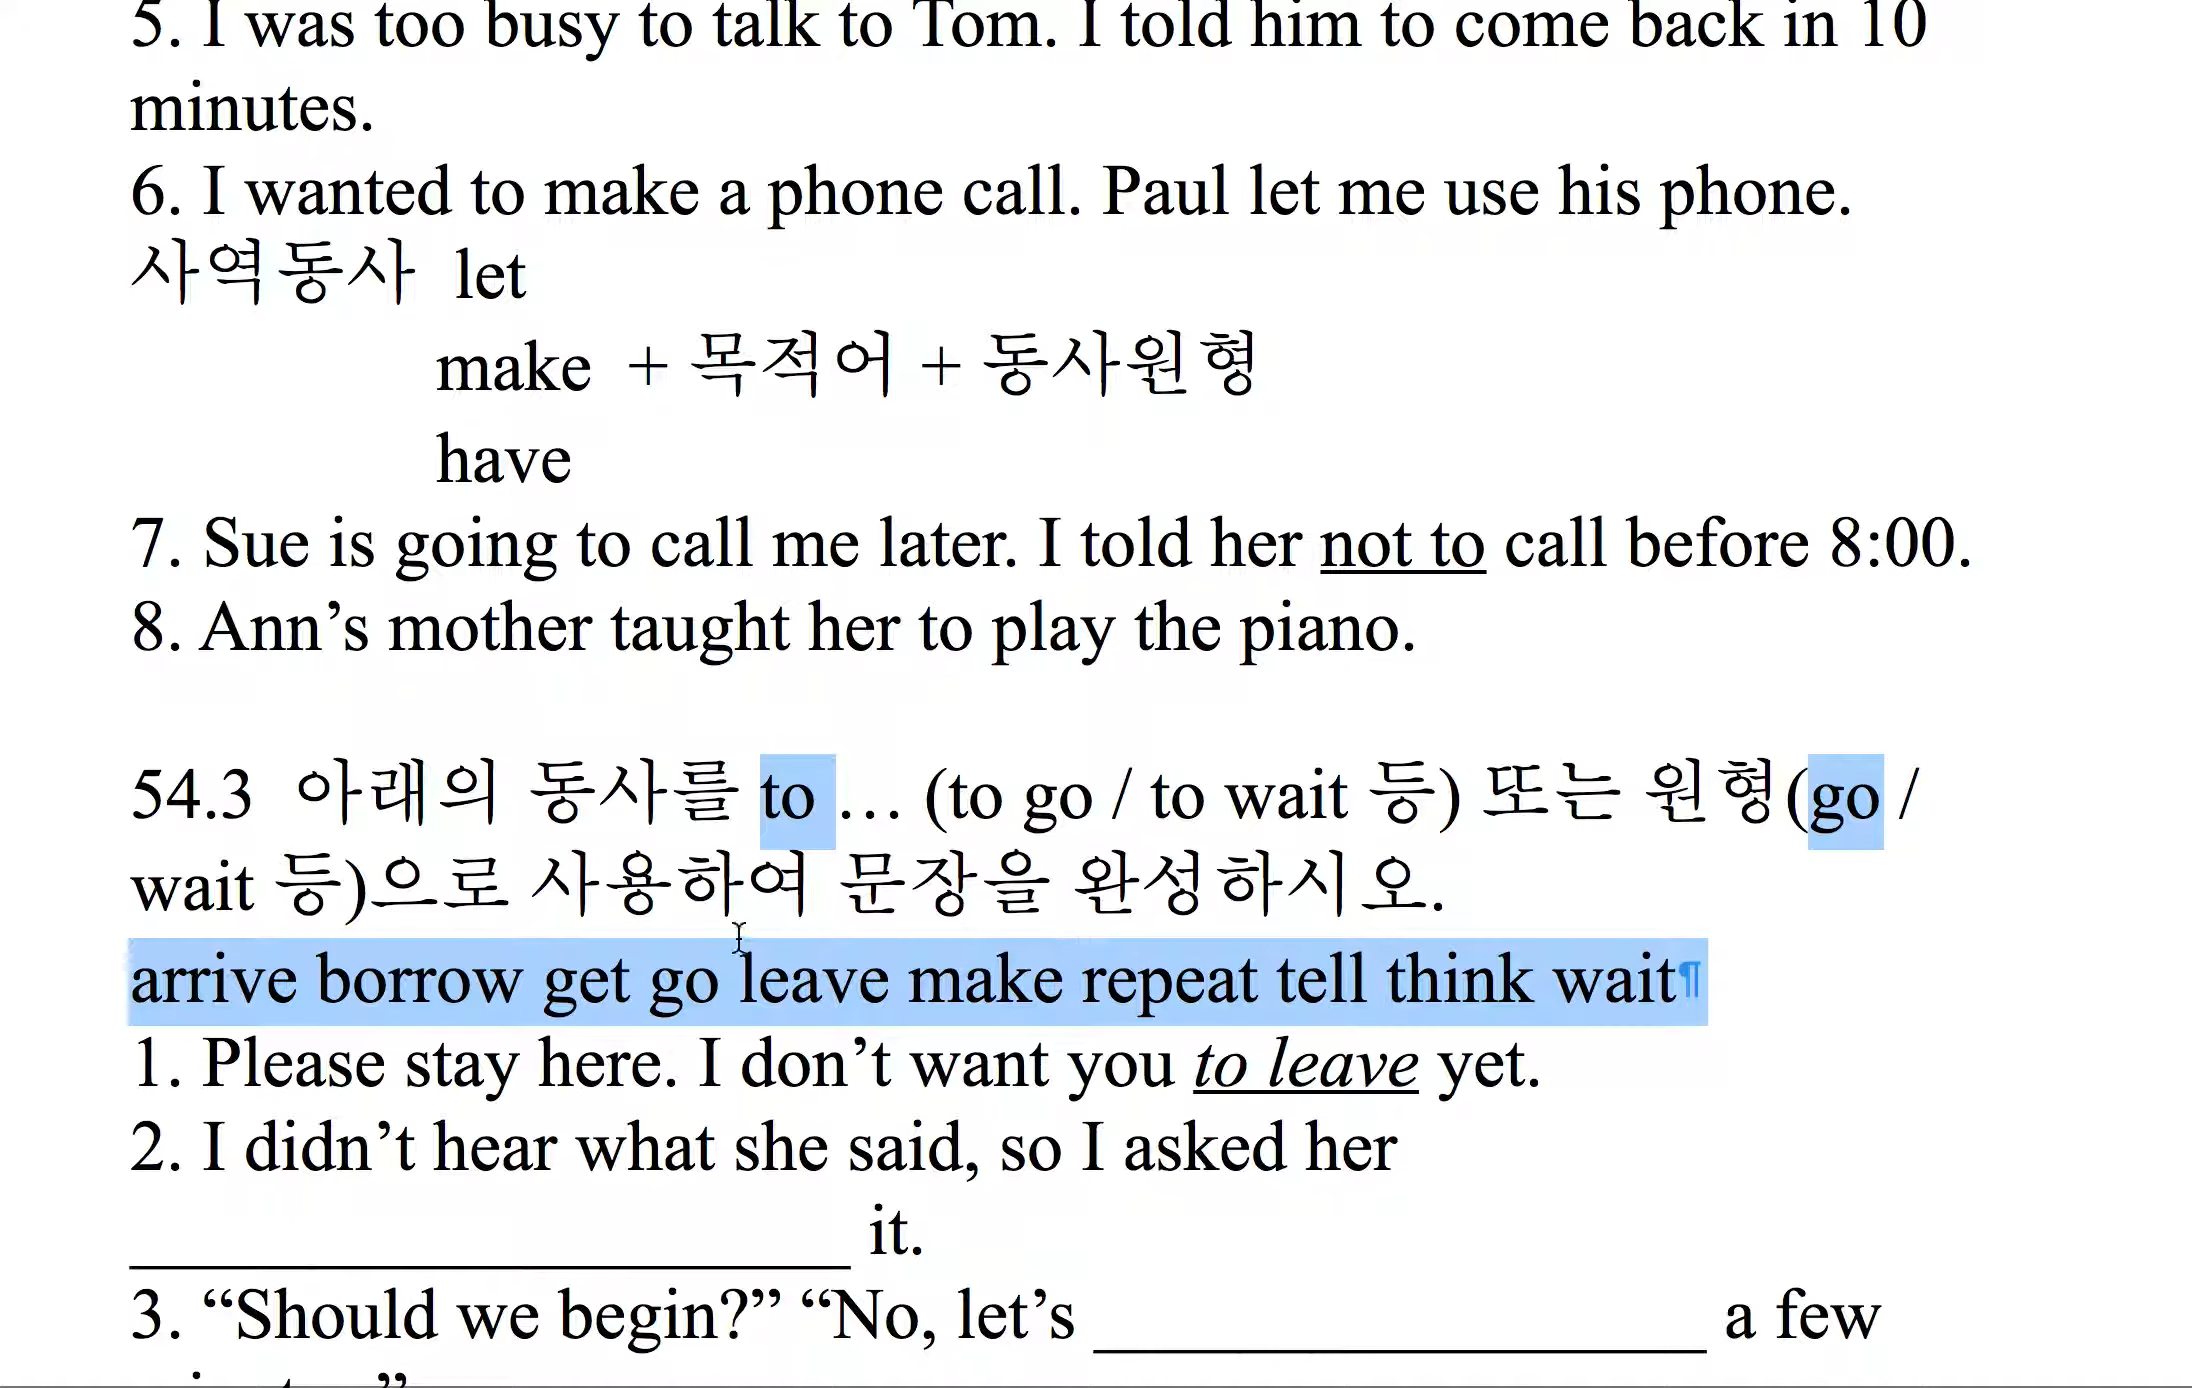 5. I was too busy to talk to Tom. I told him to come back in 10
minutes.
6. I wanted to make a phone call. Paul let me use his phone.
사역동사 let
make + 목적어 + 동사원형
have
7. Sue is going to call me later. I told her not to call before 8:00.
8. Ann’s mother taught her to play the piano.
54.3 아래의 동사를 to … (to go / to wait 등) 또는 원형(go /
wait 등)으로 사용하여 문장을 완성하시오.
arrive borrow get go leave make repeat tell think wait¶
1. Please stay here. I don’t want you to leave yet.
2. I didn’t hear what she said, so I asked her
____________________ it.
3. “Should we begin?” “No, let’s _________________ a few